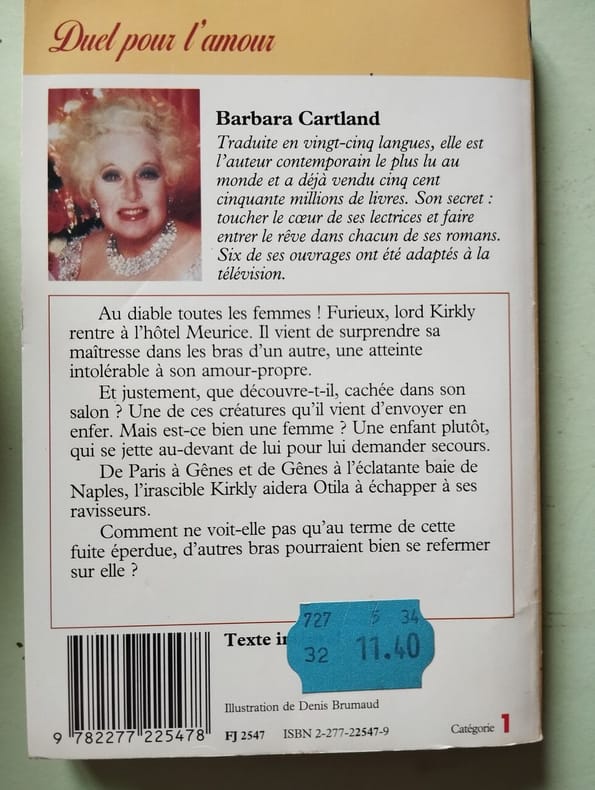 Duel pour l'amour
Barbara Cartland
Traduite en vingt-cinq langues, elle est
l'auteur contemporain le plus lu au
monde et a déjà vendu cinq cent
cinquante millions de livres. Son secret :
toucher le cœur de ses lectrices et faire
entrer le rêve dans chacun de ses romans.
Six de ses ouvrages ont été adaptés à la
télévision.
Au diable toutes les femmes ! Furieux, lord Kirkly
rentre à l'hôtel Meurice. Il vient de surprendre sa
maîtresse dans les bras d'un autre, une atteinte
intolérable à son amour-propre.
Et justement, que découvre-t-il, cachée dans son
salon ? Une de ces créatures qu'il vient d'envoyer en
enfer. Mais est-ce bien une femme ? Une enfant plutôt,
qui se jette au-devant de lui pour lui demander secours.
De Paris à Gênes et de Gênes à l'éclatante baie de
Naples, l'irascible Kirkly aidera Otila à échapper à ses
ravisseurs.
Comment ne voit-elle pas qu'au terme de cette
fuite éperdue, d'autres bras pourraient bien se refermer
sur elle ?
727 5 34
Texte in
32 11.40
Illustration de Denis Brumaud
9 782277 225478
FJ 2547 ISBN 2-277-22547-9
Catégorie 1